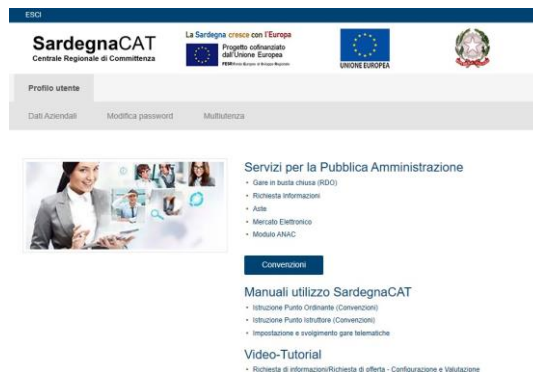 ESCI
SardegnaCAT
Centrale Regionale di Committenza
La Sardegna cresce con l'Europa
Progetto cofinanziato
dall'Unione Europea
UNIONE EUROPEA
Profilo utente
Dati Aziendali
Modifica password
Multiutenza
Servizi per la Pubblica Amministrazione
• Gare in busta chiusa (RDO)
• Richiesta Informazioni
• Aste
• Mercato Elettronico
• Modulo ANAC
Convenzioni
Manuali utilizzo SardegnaCAT
• Istruzione Punto Ordinante (Convenzioni)
• Istruzione Punto Istruttore (Convenzioni)
• Impostazione e svolgimento gare telematiche
Video-Tutorial
• Richiesta di informazioni/Richiesta di offerta - Configurazione e Valutazione